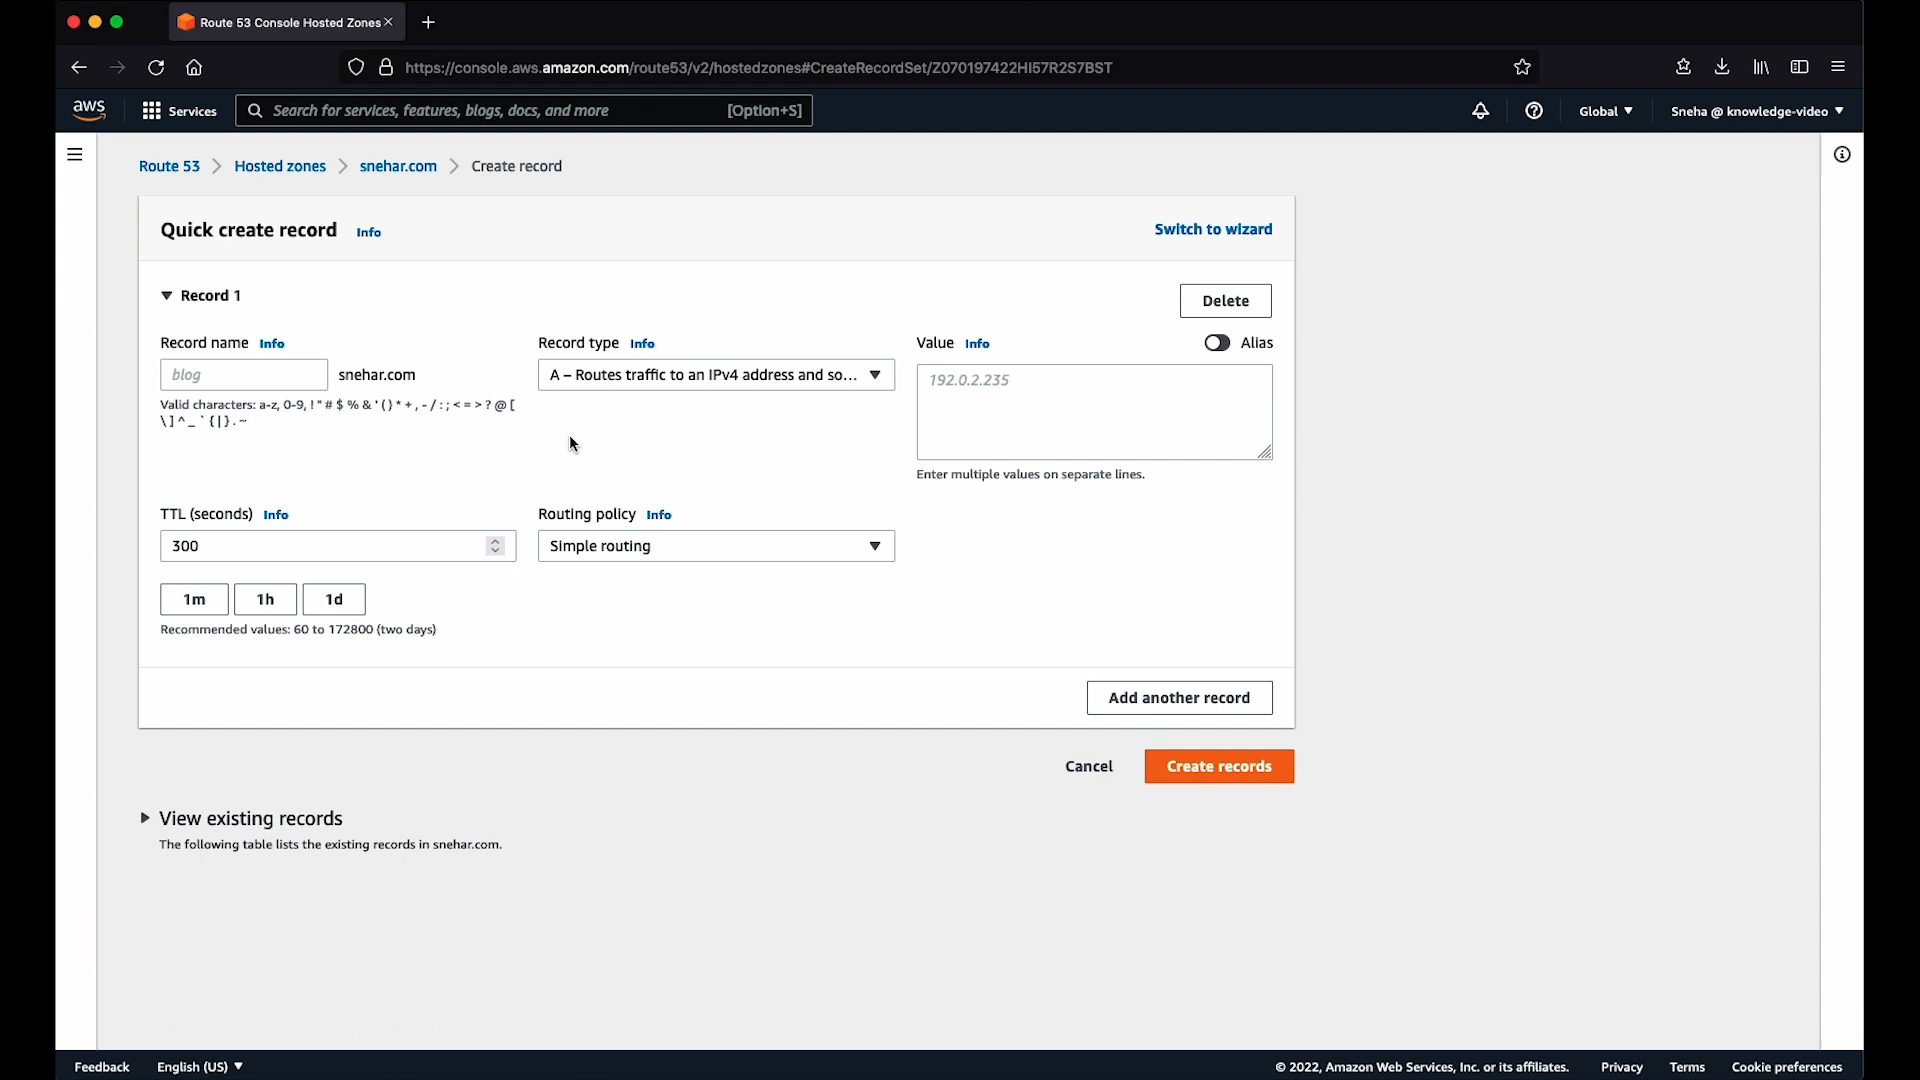 Route 53 Console Hosted Zones
https://console.aws.amazon.com/route53/v2/hostedzones#CreateRecordSet/Z070197422HI57R2S7BST
aws
Services
Search for services, features, blogs, docs, and more
[Option+S]
Global ▼
Sneha @ knowledge-video ▼
Route 53 > Hosted zones > snehar.com > Create record
Quick create record Info
Switch to wizard
▼ Record 1
Delete
Record name Info
Record type Info
Value Info
Alias
blog
snehar.com
A – Routes traffic to an IPv4 address and so...
192.0.2.235
Valid characters: a-z, 0-9, ! " # $ % & ' ( ) * + , - / : ; < = > ? @ [
\ ] ^ _ ` { | } . ~
Enter multiple values on separate lines.
TTL (seconds) Info
Routing policy Info
300
Simple routing
1m
1h
1d
Recommended values: 60 to 172800 (two days)
Add another record
Cancel
Create records
View existing records
The following table lists the existing records in snehar.com.
Feedback
English (US) ▼
© 2022, Amazon Web Services, Inc. or its affiliates.
Privacy
Terms
Cookie preferences